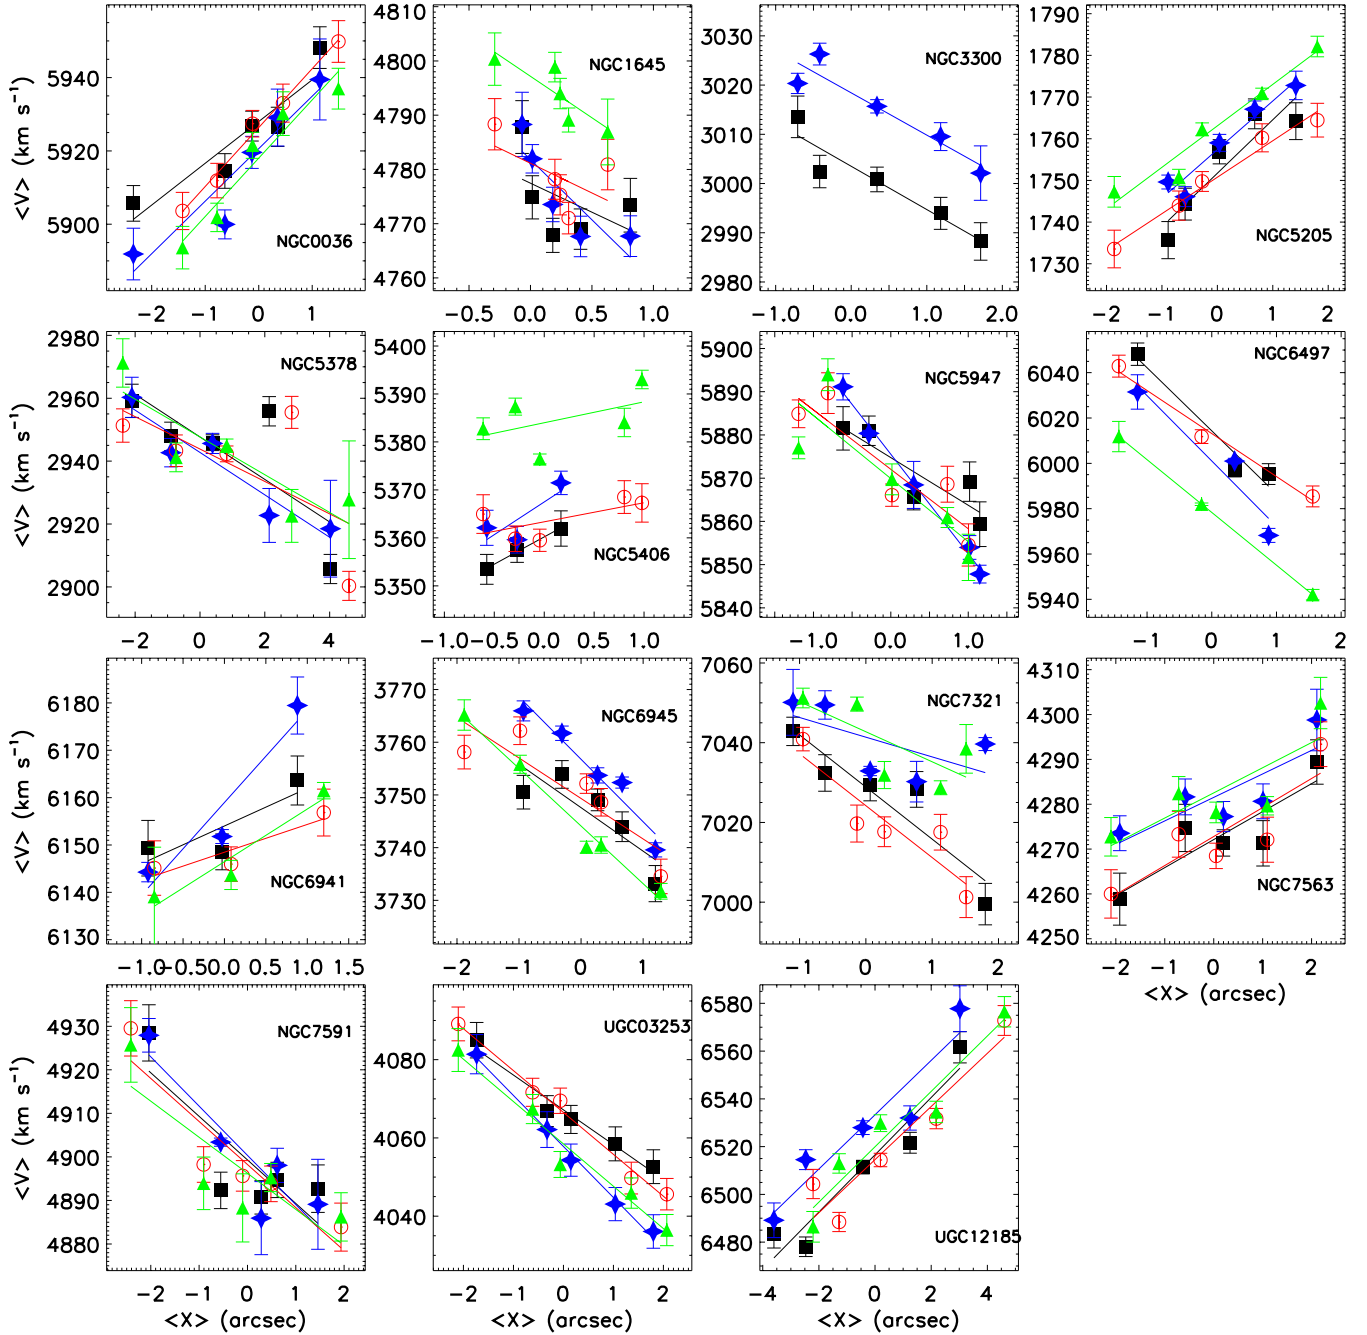 4810
3030
1790
5940
4800
NGC1645
NGC3300
1780
3020
4790
1770
5920
3010
1760
4780
3000
1750
5900
4770
NGC0036
2990
1740
NGC5205
4760
2980
1730
<V> (km s⁻¹)
−2 −1 0 1
−0.5 0.0 0.5 1.0
−1.0 0.0 1.0 2.0
−2 −1 0 1 2
2980
5400
5900
NGC5378
NGC5947
NGC6497
6040
5390
5890
2960
5380
5880
6020
2940
5370
5870
6000
2920
5360
NGC5406
5860
5980
2900
5350
5850
5960
5840
5940
<V> (km s⁻¹)
−2 0 2 4
−1.0 −0.5 0.0 0.5 1.0
−1.0 0.0 1.0
−1 0 1 2
6180
3770
7060
4310
NGC6945
NGC7321
6170
3760
7040
4300
4290
6160
3750
4280
6150
7020
NGC6941
3740
4270
NGC7563
6140
7000
4260
6130
3730
4250
<V> (km s⁻¹)
−1.0 −0.5 0.0 0.5 1.0 1.5
−2 −1 0 1
−1 0 1 2
−2 −1 0 1 2
<X> (arcsec)
4930
NGC7591
UGC03253
6580
4920
4080
6560
4910
6540
4060
4900
6520
4890
4040
6500
UGC12185
4880
6480
<V> (km s⁻¹)
−2 −1 0 1 2
−2 −1 0 1 2
−4 −2 0 2 4
<X> (arcsec)
<X> (arcsec)
<X> (arcsec)